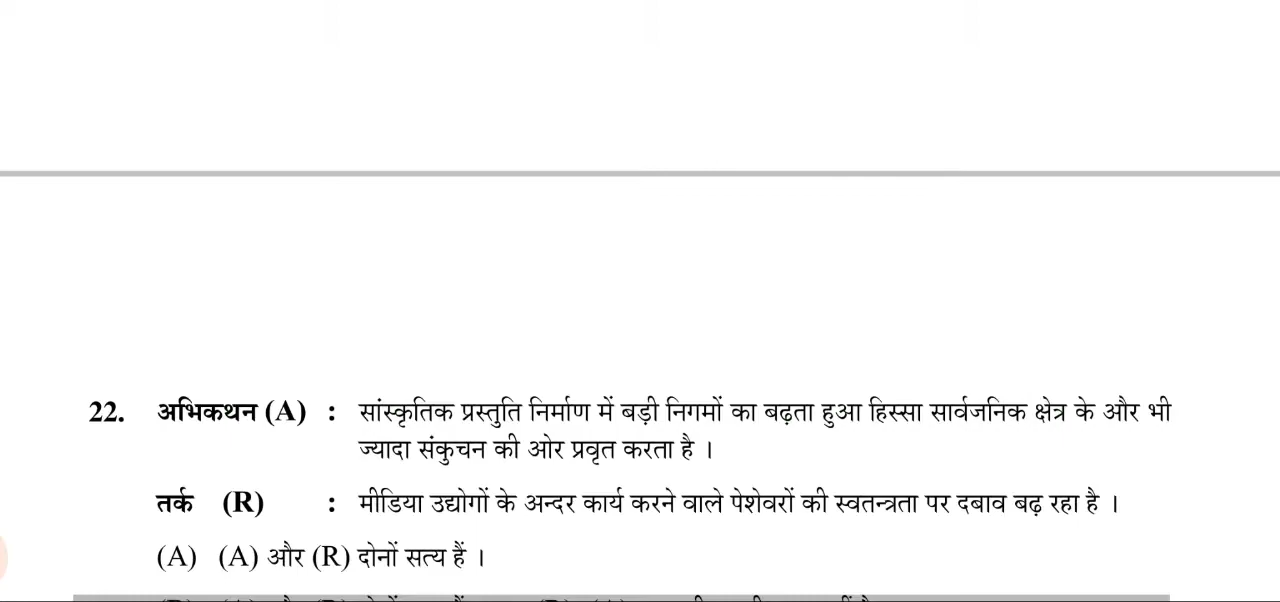 22. अभिकथन (A) : सांस्कृतिक प्रस्तुति निर्माण में बड़ी निगमों का बढ़ता हुआ हिस्सा सार्वजनिक क्षेत्र के और भी
ज्यादा संकुचन की ओर प्रवृत करता है ।
तर्क (R) : मीडिया उद्योगों के अन्दर कार्य करने वाले पेशेवरों की स्वतन्त्रता पर दबाव बढ़ रहा है ।
(A) (A) और (R) दोनों सत्य हैं ।